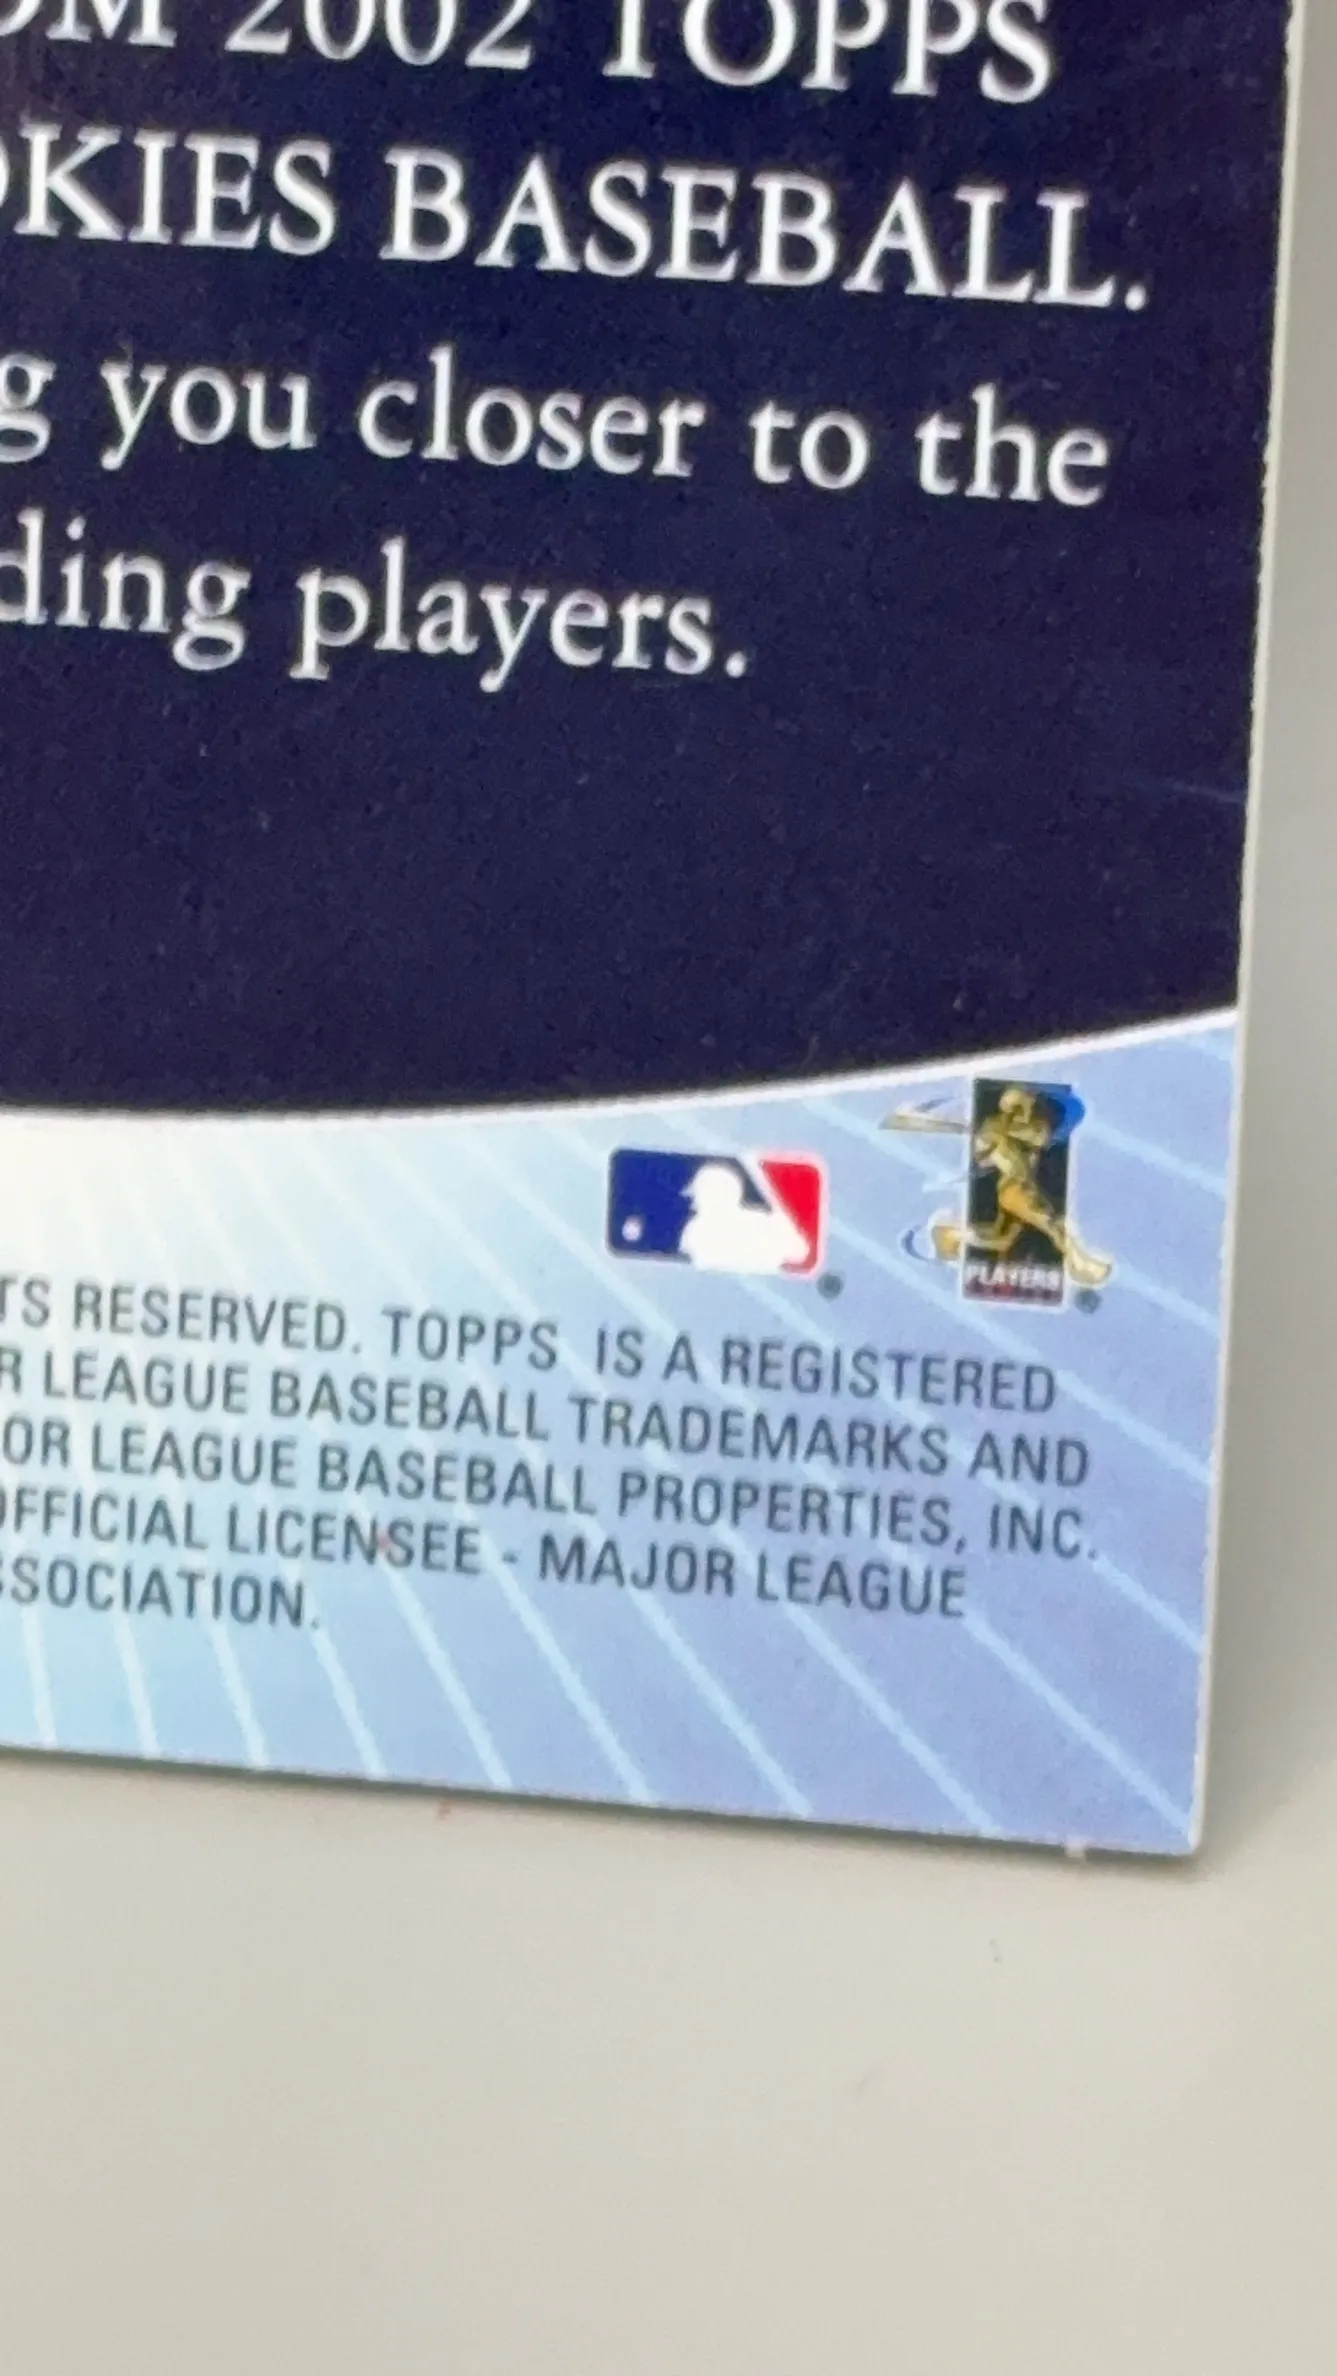 OM 2002 TOPPS
OKIES BASEBALL.
g you closer to the
ding players.
PLAYERS
TS RESERVED. TOPPS IS A REGISTERED
R LEAGUE BASEBALL TRADEMARKS AND
OR LEAGUE BASEBALL PROPERTIES, INC.
OFFICIAL LICENSEE - MAJOR LEAGUE
SSOCIATION.